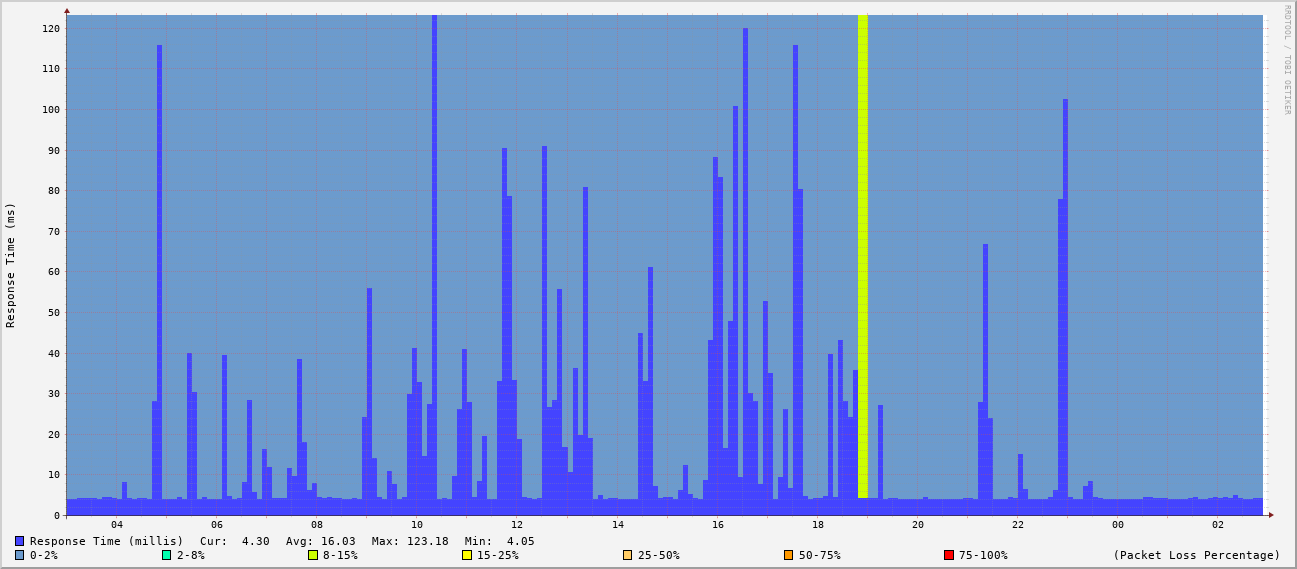 RRDTOOL / TOBI OETIKER
Response Time (ms)
120
110
100
90
80
70
60
50
40
30
20
10
0
04 06 08 10 12 14 16 18 20 22 00 02
Response Time (millis) Cur: 4.30 Avg: 16.03 Max: 123.18 Min: 4.05
0-2% 2-8% 8-15% 15-25% 25-50% 50-75% 75-100% (Packet Loss Percentage)